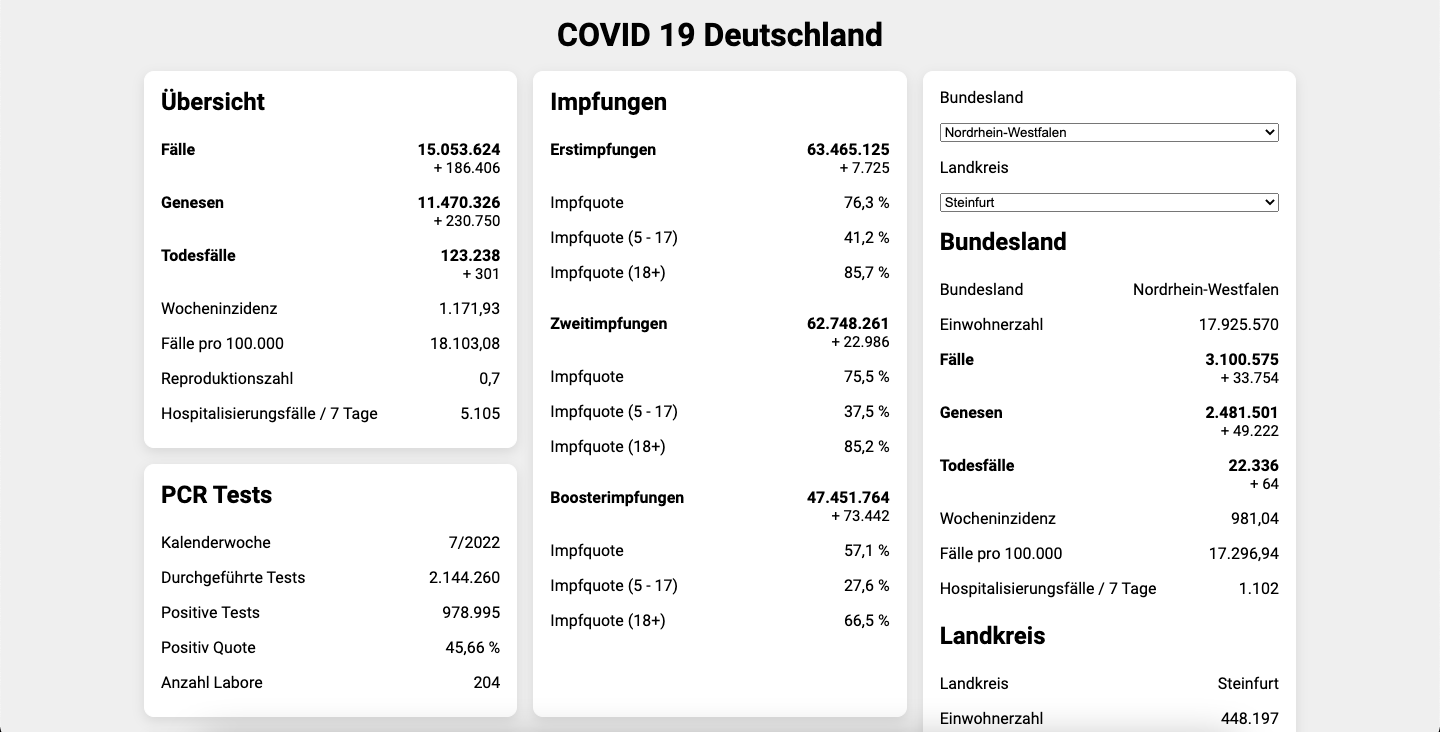 COVID 19 Deutschland
Übersicht
Fälle 15.053.624
+ 186.406
Genesen 11.470.326
+ 230.750
Todesfälle 123.238
+ 301
Wocheninzidenz 1.171,93
Fälle pro 100.000 18.103,08
Reproduktionszahl 0,7
Hospitalisierungsfälle / 7 Tage 5.105
PCR Tests
Kalenderwoche 7/2022
Durchgeführte Tests 2.144.260
Positive Tests 978.995
Positiv Quote 45,66 %
Anzahl Labore 204
Impfungen
Erstimpfungen 63.465.125
+ 7.725
Impfquote 76,3 %
Impfquote (5 - 17) 41,2 %
Impfquote (18+) 85,7 %
Zweitimpfungen 62.748.261
+ 22.986
Impfquote 75,5 %
Impfquote (5 - 17) 37,5 %
Impfquote (18+) 85,2 %
Boosterimpfungen 47.451.764
+ 73.442
Impfquote 57,1 %
Impfquote (5 - 17) 27,6 %
Impfquote (18+) 66,5 %
Bundesland
Nordrhein-Westfalen
Landkreis
Steinfurt
Bundesland
Bundesland Nordrhein-Westfalen
Einwohnerzahl 17.925.570
Fälle 3.100.575
+ 33.754
Genesen 2.481.501
+ 49.222
Todesfälle 22.336
+ 64
Wocheninzidenz 981,04
Fälle pro 100.000 17.296,94
Hospitalisierungsfälle / 7 Tage 1.102
Landkreis
Landkreis Steinfurt
Einwohnerzahl 448.197